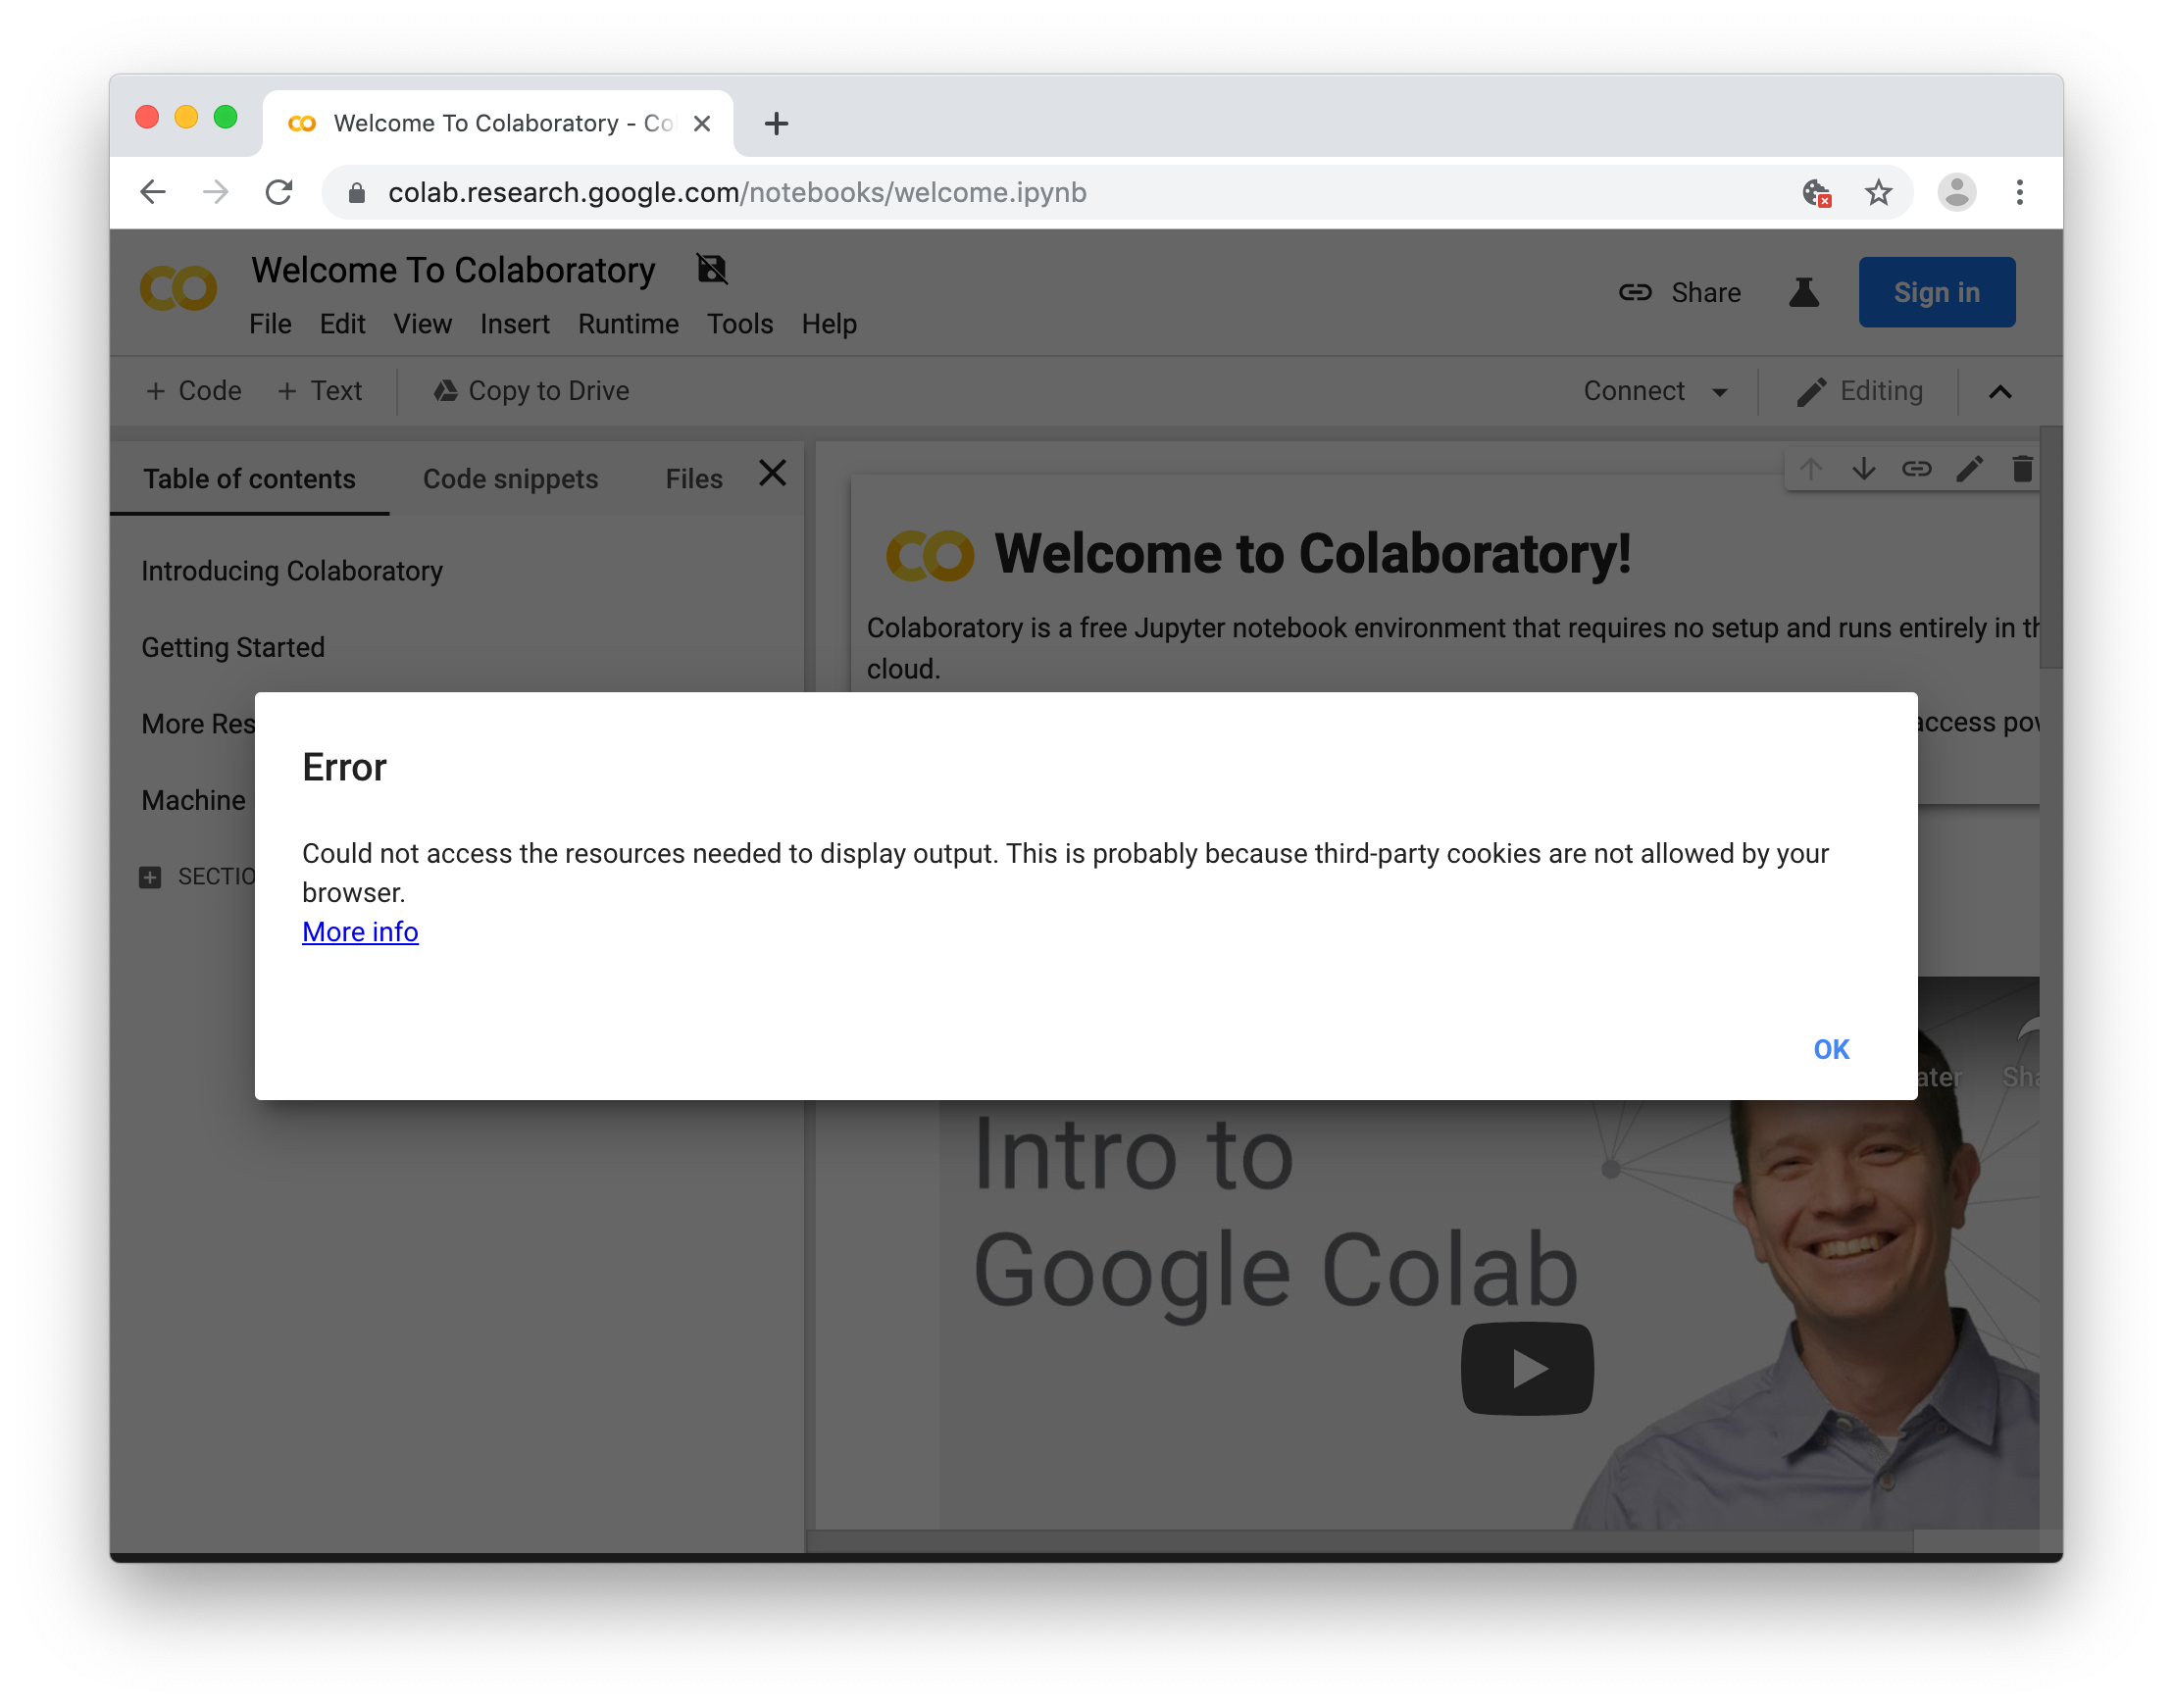 Welcome To Colaboratory - Co
colab.research.google.com/notebooks/welcome.ipynb
Welcome To Colaboratory
Share
Sign in
File Edit View Insert Runtime Tools Help
+ Code + Text Copy to Drive
Connect
Editing
Table of contents Code snippets Files
Introducing Colaboratory
Getting Started
More Res
Machine
SECTIO
Welcome to Colaboratory!
Colaboratory is a free Jupyter notebook environment that requires no setup and runs entirely in th
cloud.
access pow
Error
Could not access the resources needed to display output. This is probably because third-party cookies are not allowed by your
browser.
More info
OK
ater
Sha
Intro to
Google Colab